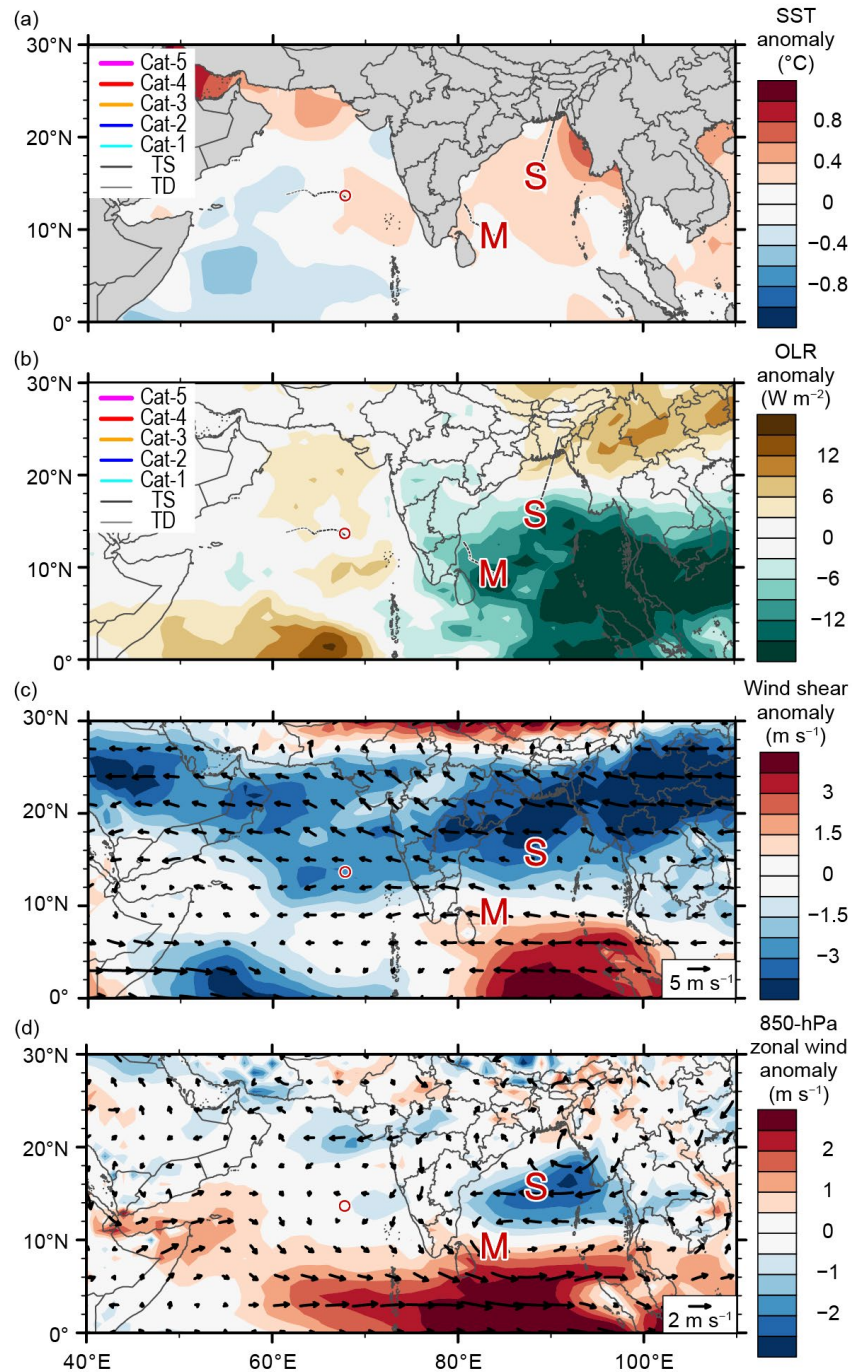 (a)
SST
anomaly
(°C)
30°N
20°N
10°N
0°
Cat-5
Cat-4
Cat-3
Cat-2
Cat-1
TS
TD
S
M
0.8
0.4
0
−0.4
−0.8
(b)
OLR
anomaly
(W m⁻²)
30°N
20°N
10°N
0°
Cat-5
Cat-4
Cat-3
Cat-2
Cat-1
TS
TD
S
M
12
6
0
−6
−12
(c)
Wind shear
anomaly
(m s⁻¹)
30°N
20°N
10°N
0°
S
M
5 m s⁻¹
3
1.5
0
−1.5
−3
(d)
850-hPa
zonal wind
anomaly
(m s⁻¹)
30°N
20°N
10°N
0°
S
M
2 m s⁻¹
2
1
0
−1
−2
40°E 60°E 80°E 100°E